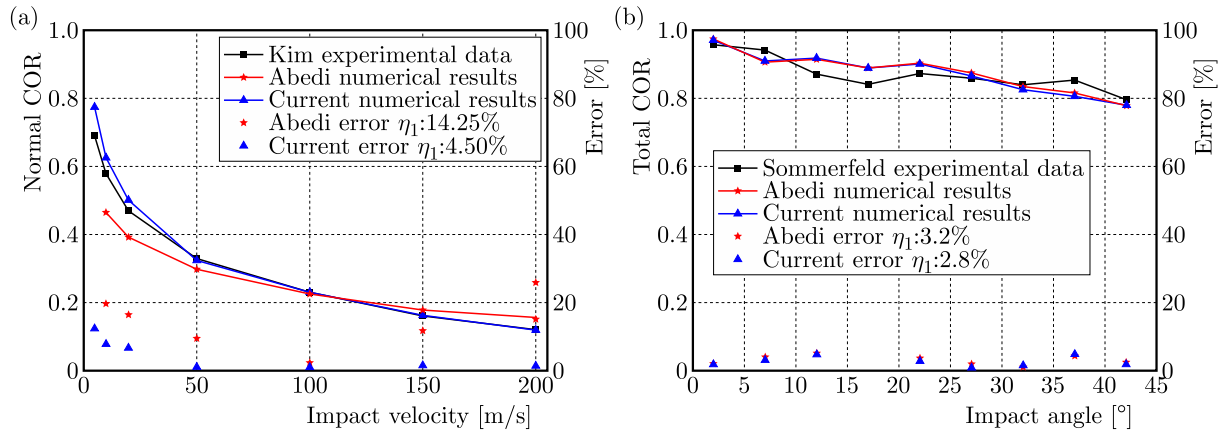 (a)
1.0
0.8
0.6
0.4
0.2
0
Normal COR
0
50
100
150
200
Impact velocity [m/s]
100
80
60
40
20
0
Error [%]
Kim experimental data
Abedi numerical results
Current numerical results
Abedi error η1:14.25%
Current error η1:4.50%
(b)
1.0
0.8
0.6
0.4
0.2
0.0
Total COR
0
5
10
15
20
25
30
35
40
45
Impact angle [°]
100
80
60
40
20
0
Error [%]
Sommerfeld experimental data
Abedi numerical results
Current numerical results
Abedi error η1:3.2%
Current error η1:2.8%